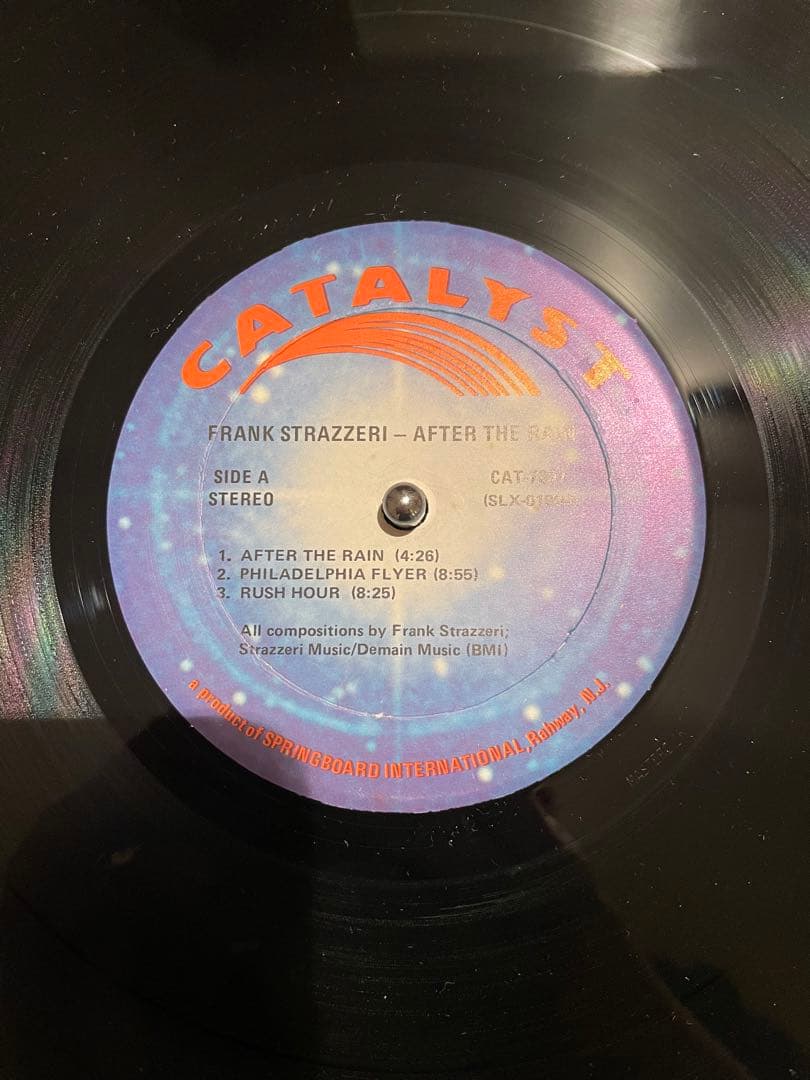 CATALYST
FRANK STRAZZERI – AFTER THE RAIN
SIDE A
STEREO
1. AFTER THE RAIN (4:26)
2. PHILADELPHIA FLYER (8:55)
3. RUSH HOUR (8:25)
All compositions by Frank Strazzeri;
Strazzeri Music/Demain Music (BMI)
a product of SPRINGBOARD INTERNATIONAL, Rahway, N.J.